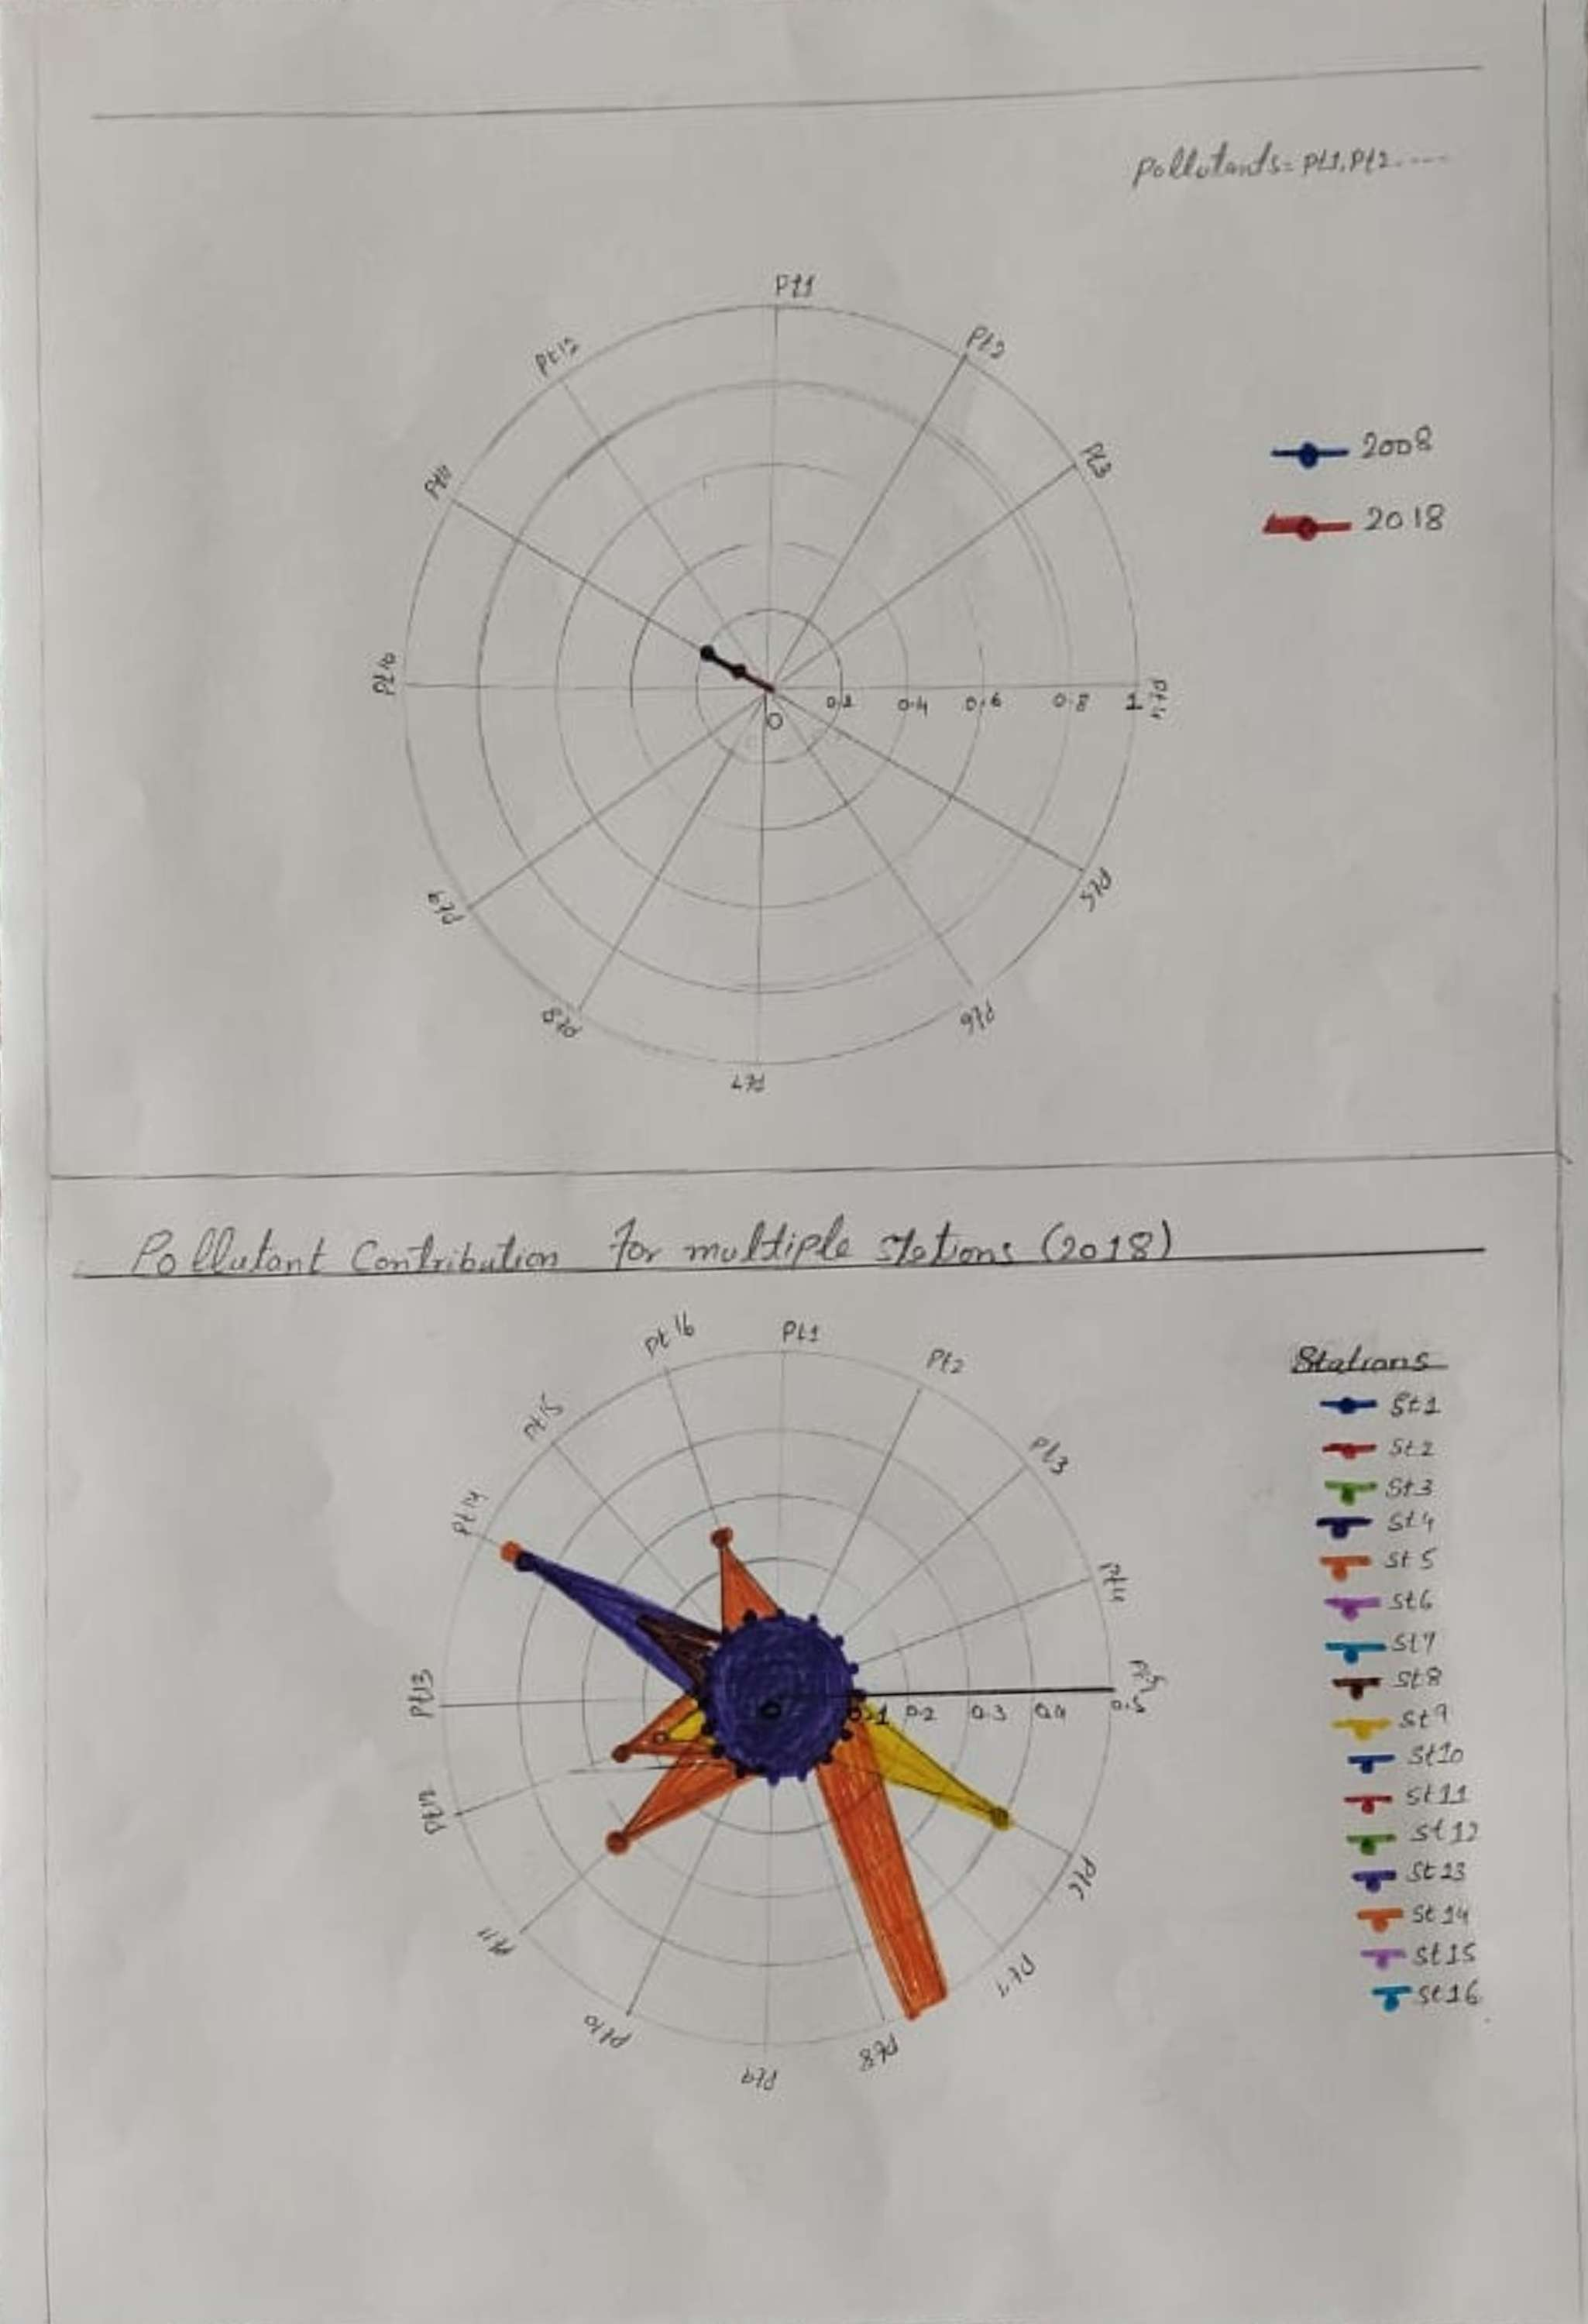 Pollutants= Pt1, Pt2.----
Pt1
Pt2
Pt3
Pt4
Pt5
Pt6
Pt7
Pt8
Pt9
Pt10
Pt11
Pt12
0 0.2 0.4 0.6 0.8 1
2008
2018
Pollutant Contribution For multiple stations (2018)
Pt1
Pt2
Pt3
Pt4
Pt5
Pt6
Pt7
Pt8
Pt9
Pt10
Pt11
Pt12
Pt13
Pt14
Pt15
Pt16
0 0.1 0.2 0.3 0.4 0.5
Stations
St1
St2
St3
St4
St5
St6
St7
St8
St9
St10
St11
St12
St13
St14
St15
St16